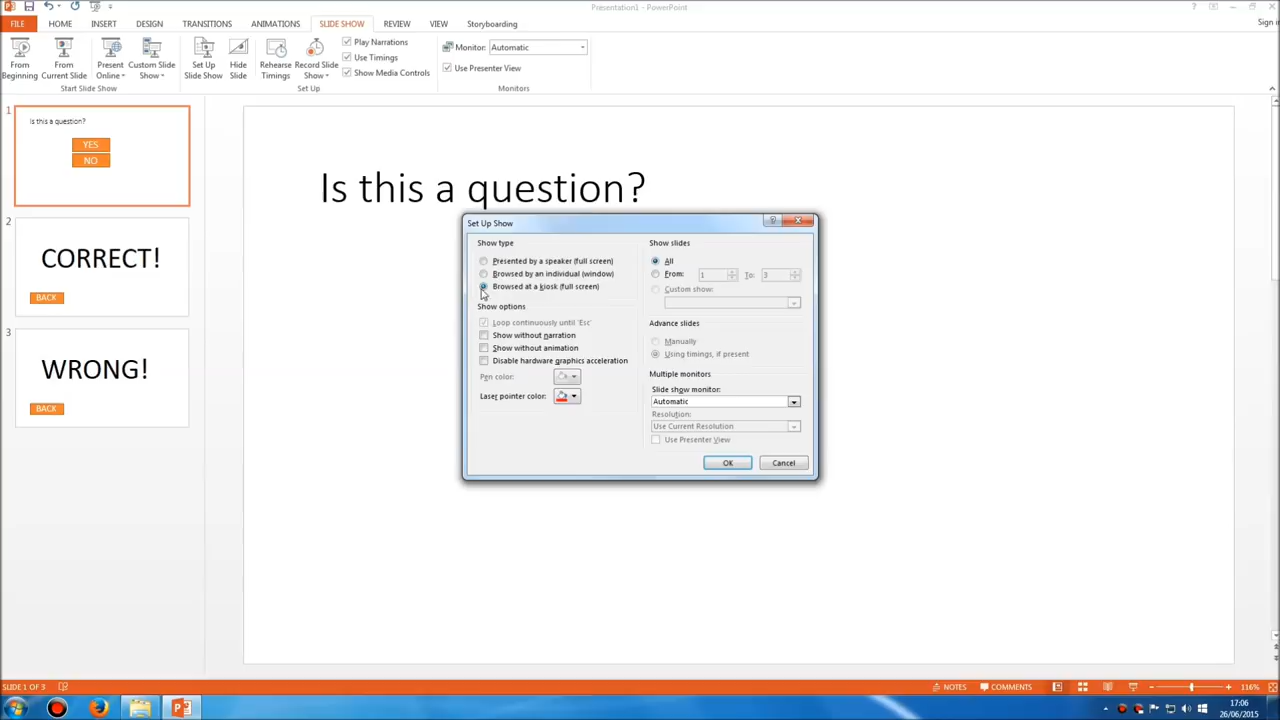 Presentation1 - PowerPoint
FILE HOME INSERT DESIGN TRANSITIONS ANIMATIONS SLIDE SHOW REVIEW VIEW Storyboarding
Sign in
From Beginning
From Current Slide
Present Online
Custom Slide Show
Start Slide Show
Set Up Slide Show
Hide Slide
Rehearse Timings
Record Slide Show
Play Narrations
Use Timings
Show Media Controls
Set Up
Monitor: Automatic
Use Presenter View
Monitors
1
Is this a question?
YES
NO
2
CORRECT!
BACK
3
WRONG!
BACK
Is this a question?
Set Up Show
Show type
Presented by a speaker (full screen)
Browsed by an individual (window)
Browsed at a kiosk (full screen)
Show options
Loop continuously until 'Esc'
Show without narration
Show without animation
Disable hardware graphics acceleration
Pen color:
Laser pointer color:
Show slides
All
From: 1 To: 3
Custom show:
Advance slides
Manually
Using timings, if present
Multiple monitors
Slide show monitor:
Automatic
Resolution:
Use Current Resolution
Use Presenter View
OK Cancel
SLIDE 1 OF 3
NOTES COMMENTS 116%
17:06
26/06/2015